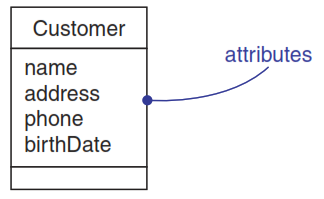 Customer
attributes
name
address
phone
birthDate